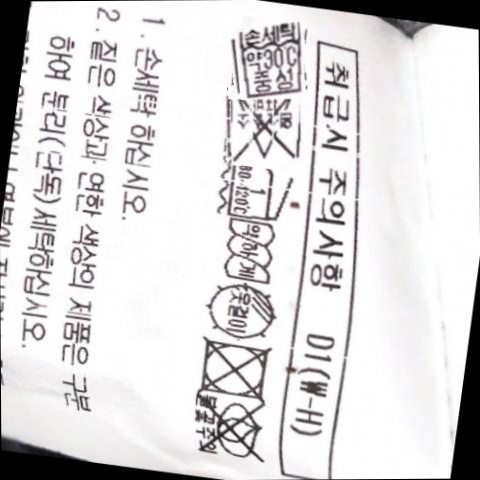 취급시 주의사항 D1(W-H)
손세탁
약30℃
중성
80-120℃
약하게
옷걸이
1. 손세탁 하십시오.
2. 짙은 색상과 연한 색상의 제품은 구분
하여 분리(단독)세탁하십시오.